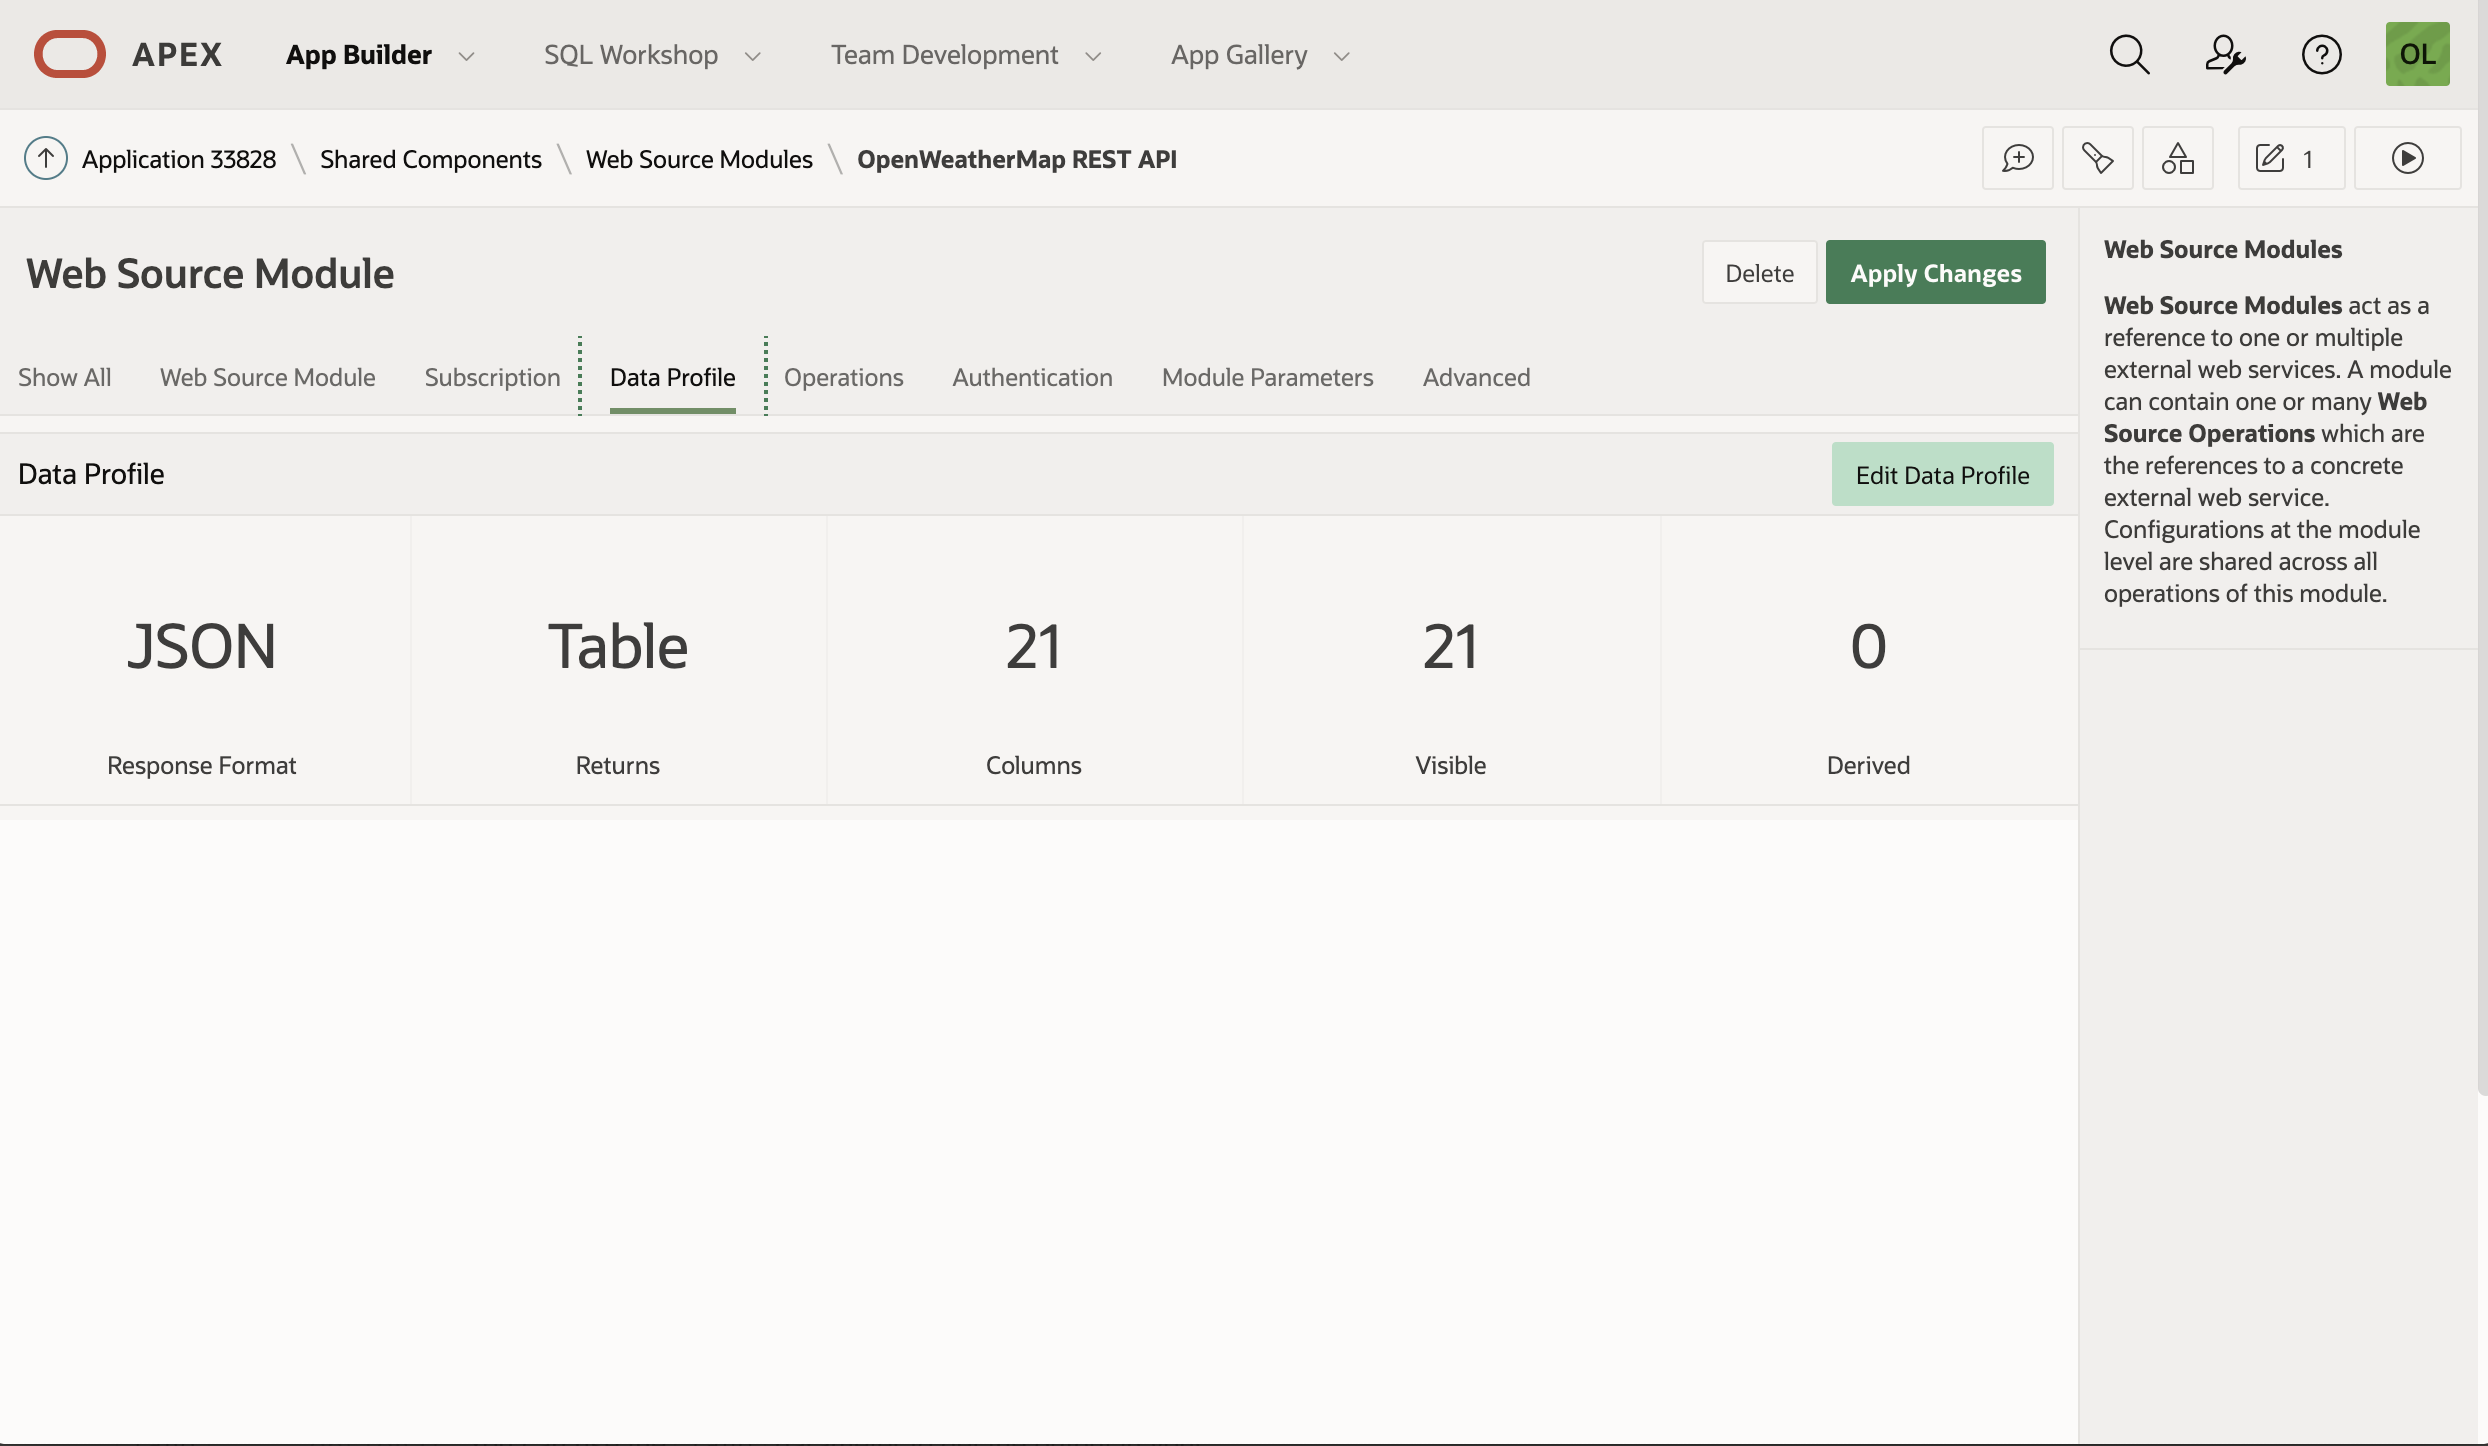 APEX App Builder SQL Workshop Team Development App Gallery ? OL
Application 33828 \ Shared Components \ Web Source Modules \ OpenWeatherMap REST API 1
Web Source Module
Delete Apply Changes
Show All Web Source Module Subscription Data Profile Operations Authentication Module Parameters Advanced
Data Profile
Edit Data Profile
JSON Table 21 21 0
Response Format Returns Columns Visible Derived
Web Source Modules
Web Source Modules act as a
reference to one or multiple
external web services. A module
can contain one or many Web
Source Operations which are
the references to a concrete
external web service.
Configurations at the module
level are shared across all
operations of this module.